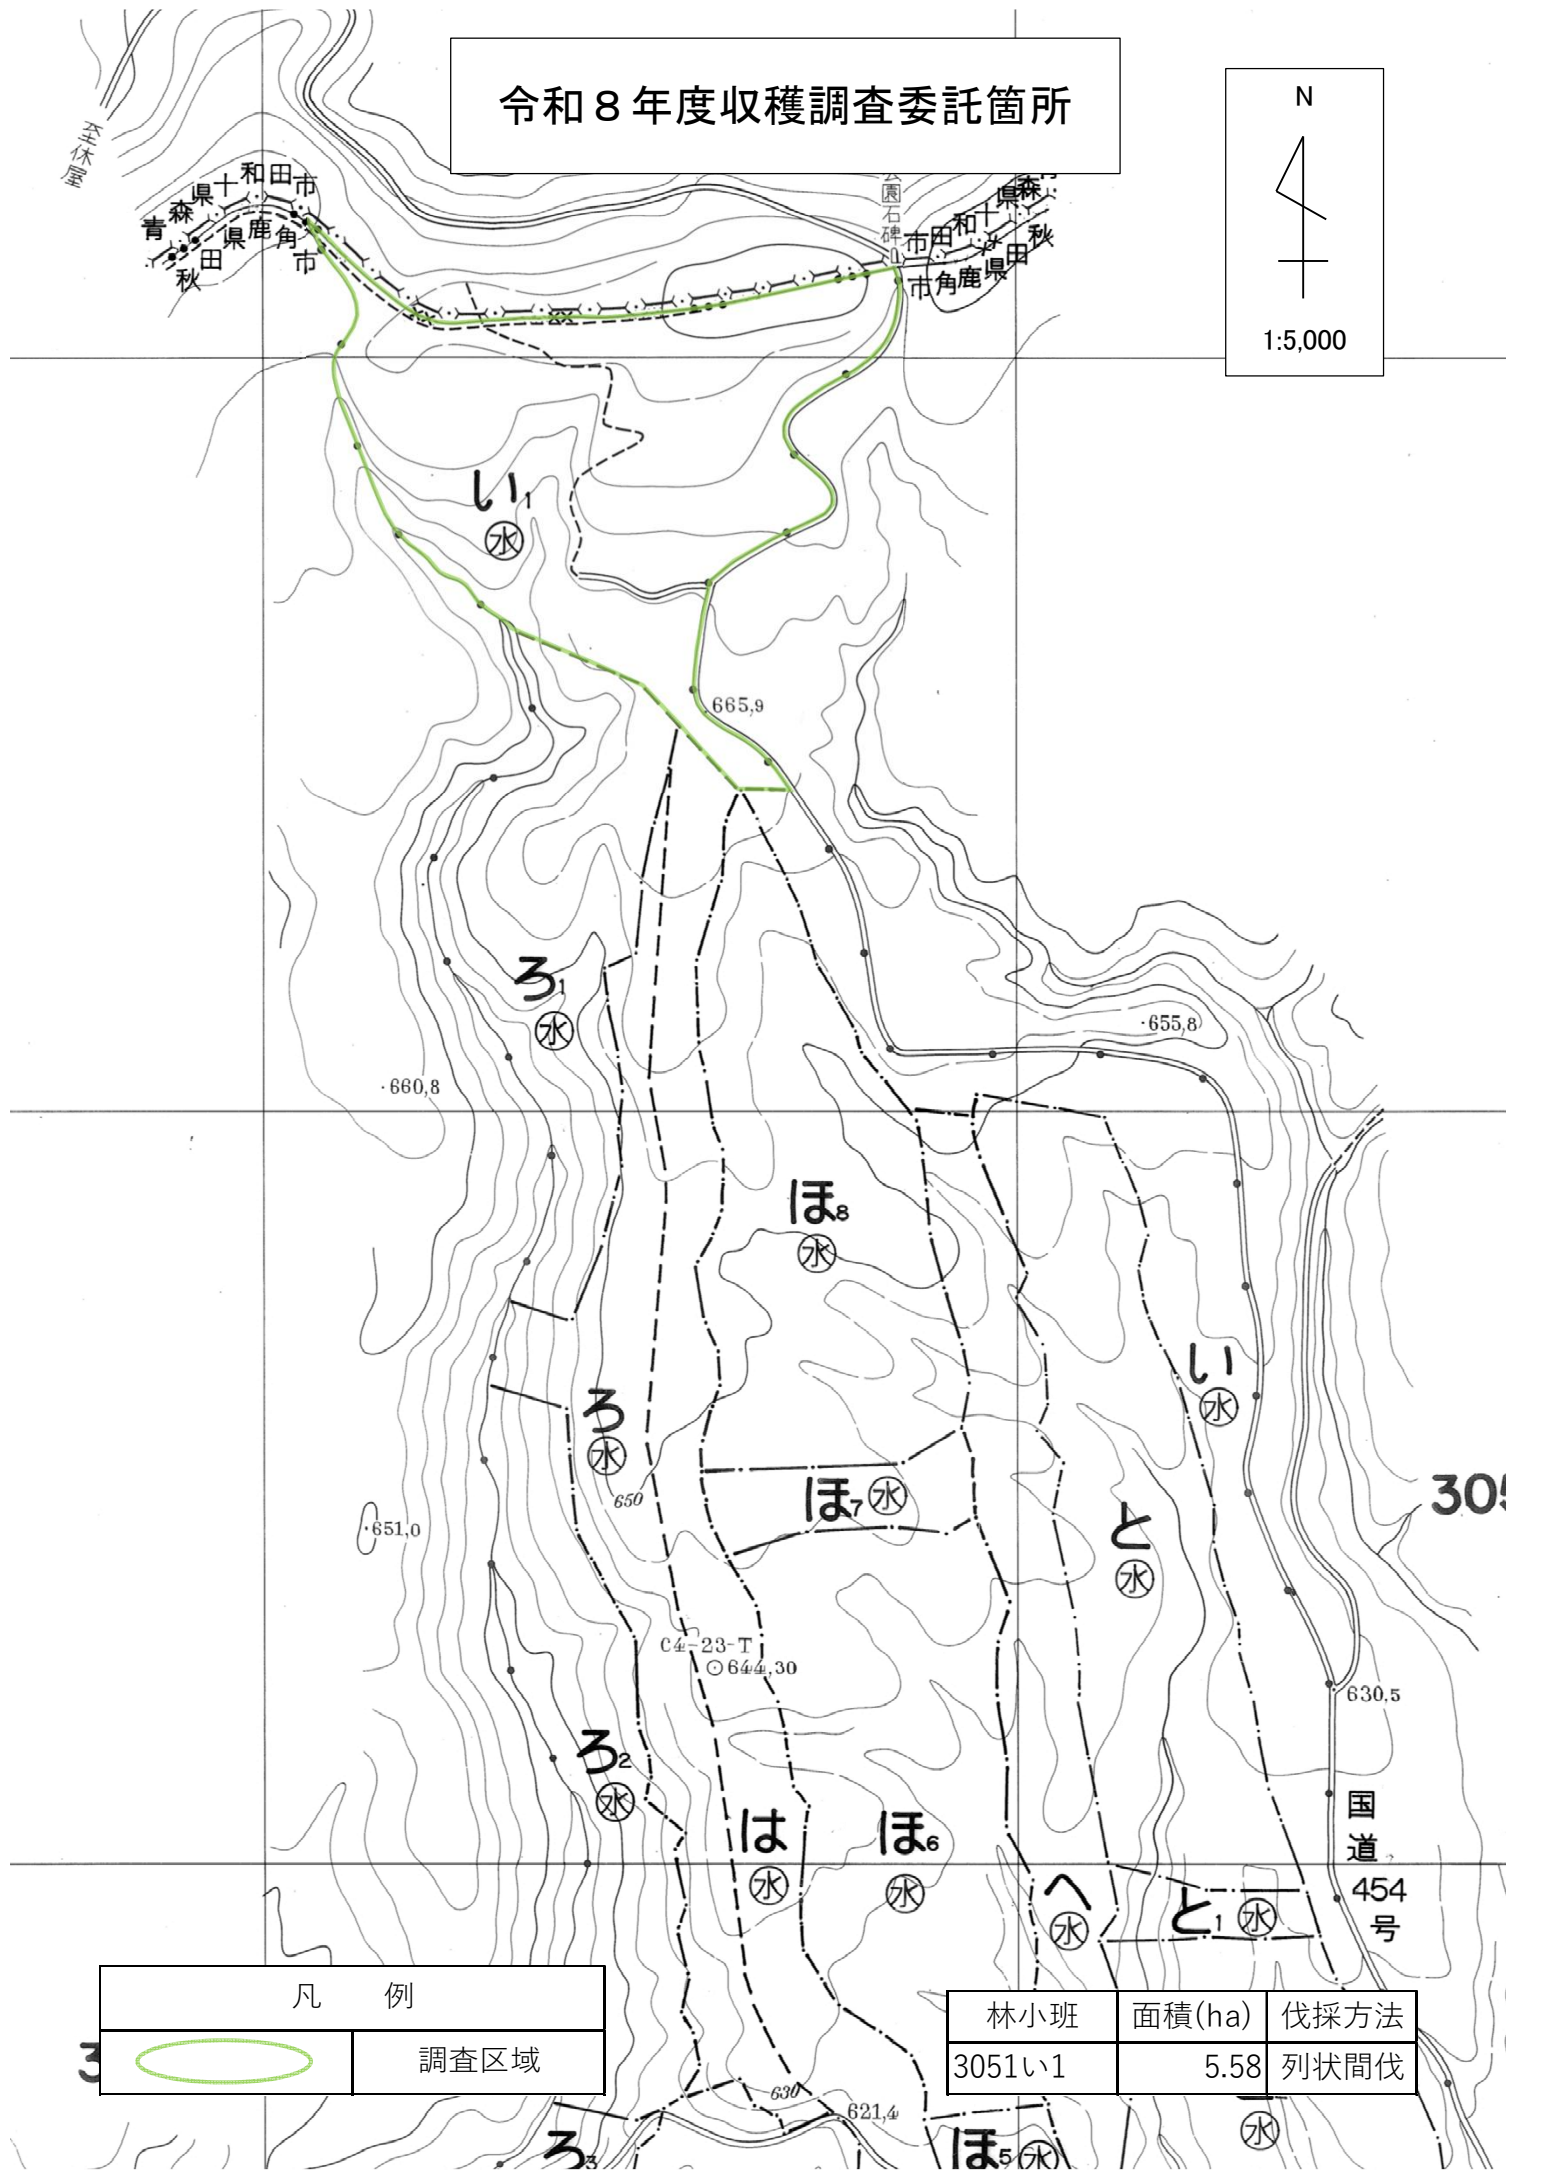 令和８年度収穫調査委託箇所
N
1:5,000
至休屋
青森県十和田市
秋田県鹿角市
園石碑
青森県十和田市
秋田県鹿角市
い1
水
665,9
ろ1
水
655,8
660,8
ほ8
水
い
水
ろ
水
650
ほ7 水
305
651,0
と
水
C4-23-T
644,30
630,5
ろ2
水
は
水
ほ6
水
国道454号
へ
水
と1 水
凡　例
調査区域
3
林小班 面積(ha) 伐採方法
3051い1 5.58 列状間伐
630
621,4
水
ろ3
ほ5 水